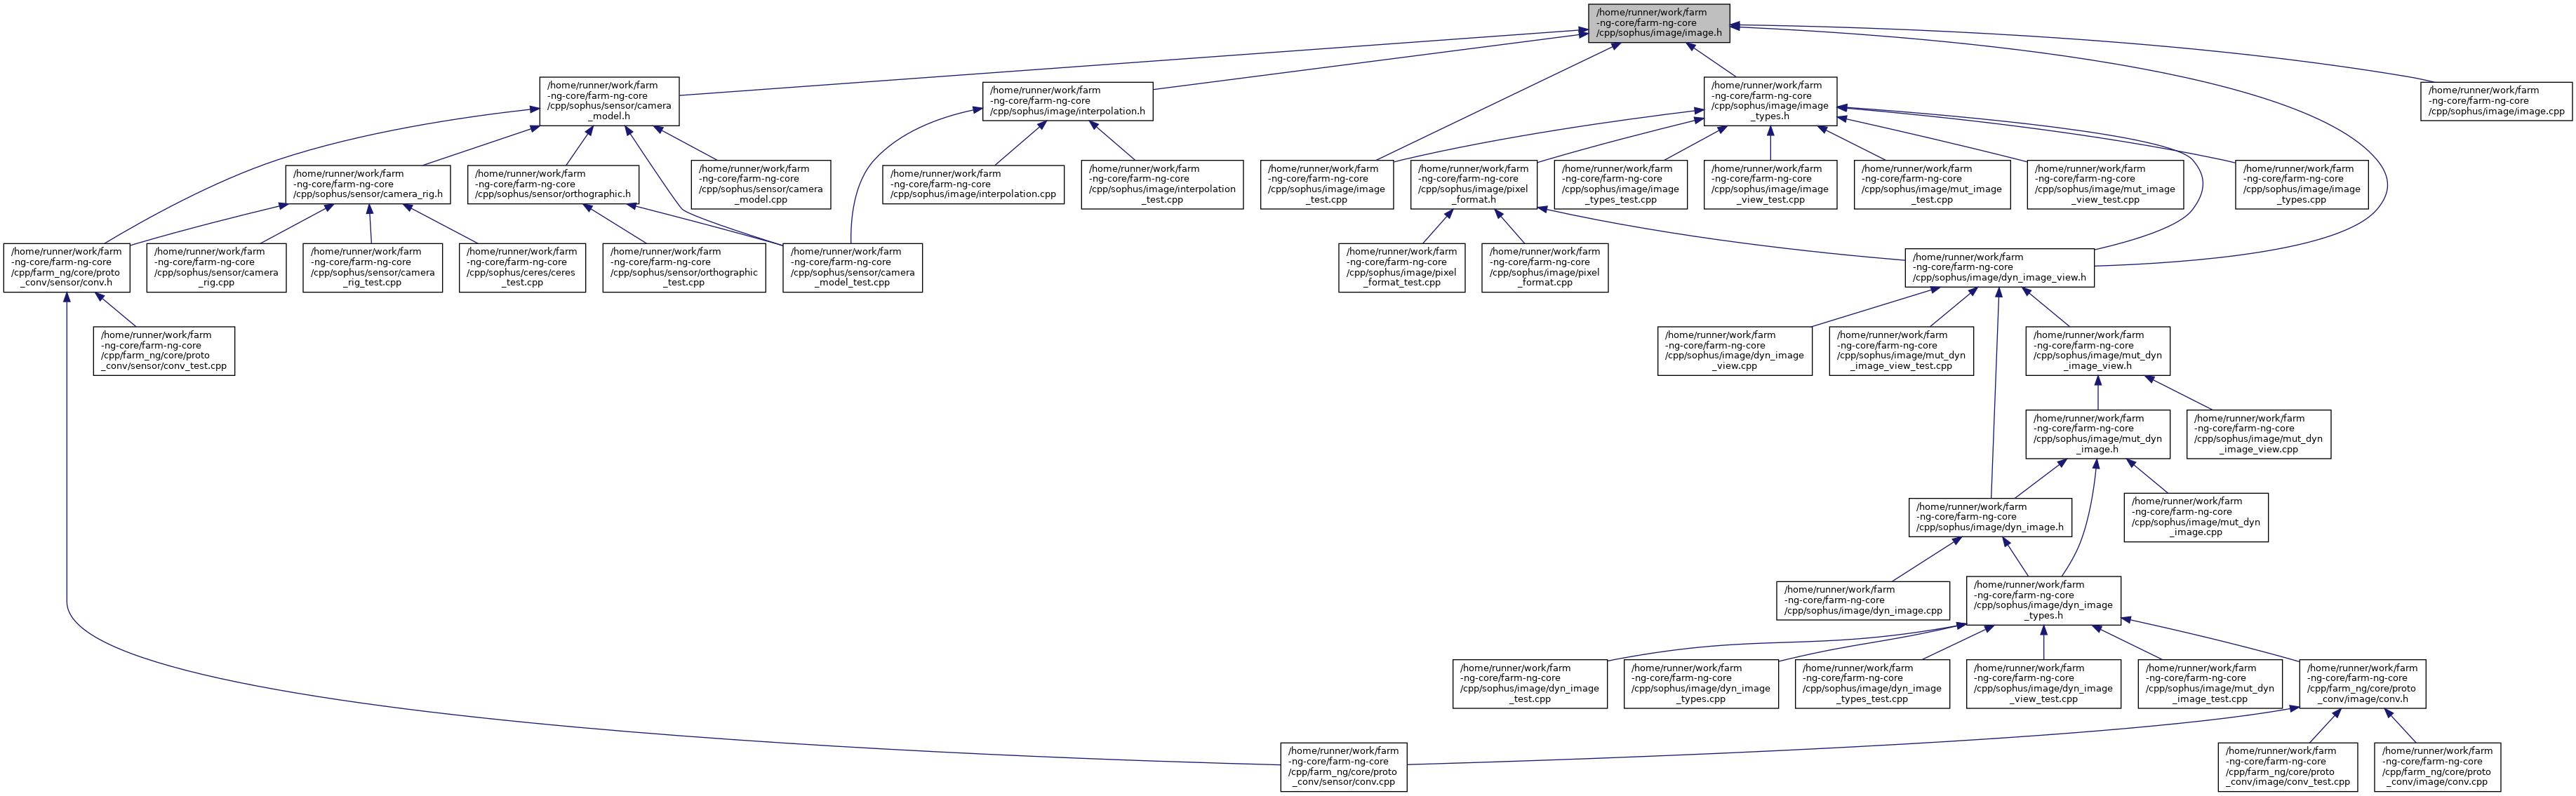 /home/runner/work/farm
-ng-core/farm-ng-core
/cpp/sophus/image/image.h
/home/runner/work/farm
-ng-core/farm-ng-core
/cpp/sophus/sensor/camera
_model.h
/home/runner/work/farm
-ng-core/farm-ng-core
/cpp/sophus/image/interpolation.h
/home/runner/work/farm
-ng-core/farm-ng-core
/cpp/sophus/image/image
_types.h
/home/runner/work/farm
-ng-core/farm-ng-core
/cpp/sophus/image/image.cpp
/home/runner/work/farm
-ng-core/farm-ng-core
/cpp/sophus/sensor/camera_rig.h
/home/runner/work/farm
-ng-core/farm-ng-core
/cpp/sophus/sensor/orthographic.h
/home/runner/work/farm
-ng-core/farm-ng-core
/cpp/sophus/sensor/camera
_model.cpp
/home/runner/work/farm
-ng-core/farm-ng-core
/cpp/sophus/image/interpolation.cpp
/home/runner/work/farm
-ng-core/farm-ng-core
/cpp/sophus/image/interpolation
_test.cpp
/home/runner/work/farm
-ng-core/farm-ng-core
/cpp/sophus/image/image
_test.cpp
/home/runner/work/farm
-ng-core/farm-ng-core
/cpp/sophus/image/pixel
_format.h
/home/runner/work/farm
-ng-core/farm-ng-core
/cpp/sophus/image/image
_types_test.cpp
/home/runner/work/farm
-ng-core/farm-ng-core
/cpp/sophus/image/image
_view_test.cpp
/home/runner/work/farm
-ng-core/farm-ng-core
/cpp/sophus/image/mut_image
_test.cpp
/home/runner/work/farm
-ng-core/farm-ng-core
/cpp/sophus/image/mut_image
_view_test.cpp
/home/runner/work/farm
-ng-core/farm-ng-core
/cpp/sophus/image/image
_types.cpp
/home/runner/work/farm
-ng-core/farm-ng-core
/cpp/farm_ng/core/proto
_conv/sensor/conv.h
/home/runner/work/farm
-ng-core/farm-ng-core
/cpp/sophus/sensor/camera
_rig.cpp
/home/runner/work/farm
-ng-core/farm-ng-core
/cpp/sophus/sensor/camera
_rig_test.cpp
/home/runner/work/farm
-ng-core/farm-ng-core
/cpp/sophus/ceres/ceres
_test.cpp
/home/runner/work/farm
-ng-core/farm-ng-core
/cpp/sophus/sensor/orthographic
_test.cpp
/home/runner/work/farm
-ng-core/farm-ng-core
/cpp/sophus/sensor/camera
_model_test.cpp
/home/runner/work/farm
-ng-core/farm-ng-core
/cpp/sophus/image/pixel
_format_test.cpp
/home/runner/work/farm
-ng-core/farm-ng-core
/cpp/sophus/image/pixel
_format.cpp
/home/runner/work/farm
-ng-core/farm-ng-core
/cpp/sophus/image/dyn_image_view.h
/home/runner/work/farm
-ng-core/farm-ng-core
/cpp/farm_ng/core/proto
_conv/sensor/conv_test.cpp
/home/runner/work/farm
-ng-core/farm-ng-core
/cpp/sophus/image/dyn_image
_view.cpp
/home/runner/work/farm
-ng-core/farm-ng-core
/cpp/sophus/image/mut_dyn
_image_view_test.cpp
/home/runner/work/farm
-ng-core/farm-ng-core
/cpp/sophus/image/mut_dyn
_image_view.h
/home/runner/work/farm
-ng-core/farm-ng-core
/cpp/sophus/image/mut_dyn
_image.h
/home/runner/work/farm
-ng-core/farm-ng-core
/cpp/sophus/image/mut_dyn
_image_view.cpp
/home/runner/work/farm
-ng-core/farm-ng-core
/cpp/sophus/image/dyn_image.h
/home/runner/work/farm
-ng-core/farm-ng-core
/cpp/sophus/image/mut_dyn
_image.cpp
/home/runner/work/farm
-ng-core/farm-ng-core
/cpp/sophus/image/dyn_image.cpp
/home/runner/work/farm
-ng-core/farm-ng-core
/cpp/sophus/image/dyn_image
_types.h
/home/runner/work/farm
-ng-core/farm-ng-core
/cpp/sophus/image/dyn_image
_test.cpp
/home/runner/work/farm
-ng-core/farm-ng-core
/cpp/sophus/image/dyn_image
_types.cpp
/home/runner/work/farm
-ng-core/farm-ng-core
/cpp/sophus/image/dyn_image
_types_test.cpp
/home/runner/work/farm
-ng-core/farm-ng-core
/cpp/sophus/image/dyn_image
_view_test.cpp
/home/runner/work/farm
-ng-core/farm-ng-core
/cpp/sophus/image/mut_dyn
_image_test.cpp
/home/runner/work/farm
-ng-core/farm-ng-core
/cpp/farm_ng/core/proto
_conv/image/conv.h
/home/runner/work/farm
-ng-core/farm-ng-core
/cpp/farm_ng/core/proto
_conv/sensor/conv.cpp
/home/runner/work/farm
-ng-core/farm-ng-core
/cpp/farm_ng/core/proto
_conv/image/conv_test.cpp
/home/runner/work/farm
-ng-core/farm-ng-core
/cpp/farm_ng/core/proto
_conv/image/conv.cpp